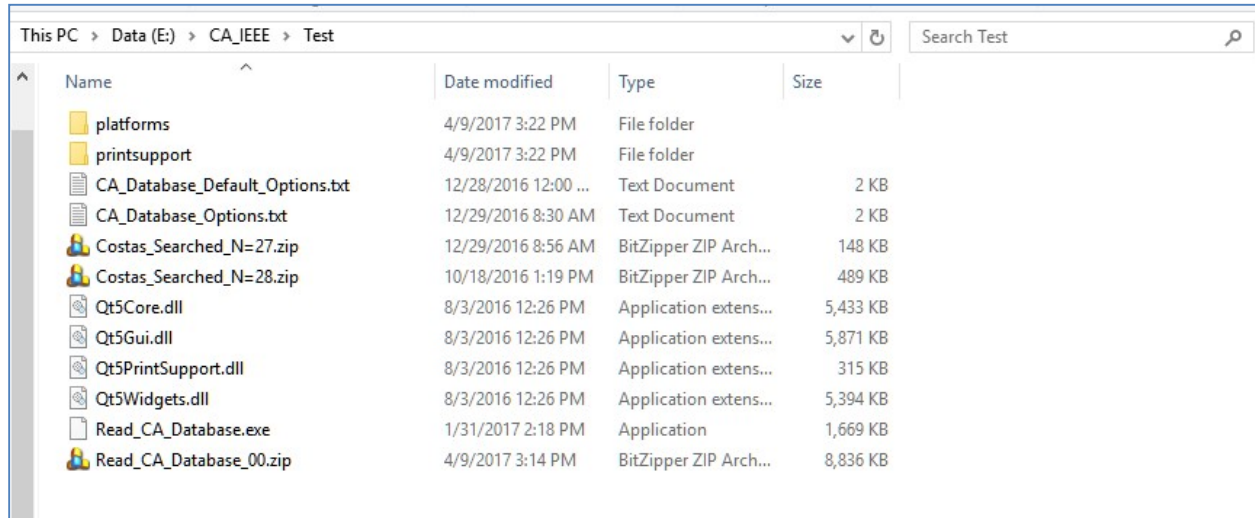 This PC > Data (E:) > CA_IEEE > Test Search Test
Name Date modified Type Size
platforms 4/9/2017 3:22 PM File folder
printsupport 4/9/2017 3:22 PM File folder
CA_Database_Default_Options.txt 12/28/2016 12:00 ... Text Document 2 KB
CA_Database_Options.txt 12/29/2016 8:30 AM Text Document 2 KB
Costas_Searched_N=27.zip 12/29/2016 8:56 AM BitZipper ZIP Arch... 148 KB
Costas_Searched_N=28.zip 10/18/2016 1:19 PM BitZipper ZIP Arch... 489 KB
Qt5Core.dll 8/3/2016 12:26 PM Application extens... 5,433 KB
Qt5Gui.dll 8/3/2016 12:26 PM Application extens... 5,871 KB
Qt5PrintSupport.dll 8/3/2016 12:26 PM Application extens... 315 KB
Qt5Widgets.dll 8/3/2016 12:26 PM Application extens... 5,394 KB
Read_CA_Database.exe 1/31/2017 2:18 PM Application 1,669 KB
Read_CA_Database_00.zip 4/9/2017 3:14 PM BitZipper ZIP Arch... 8,836 KB